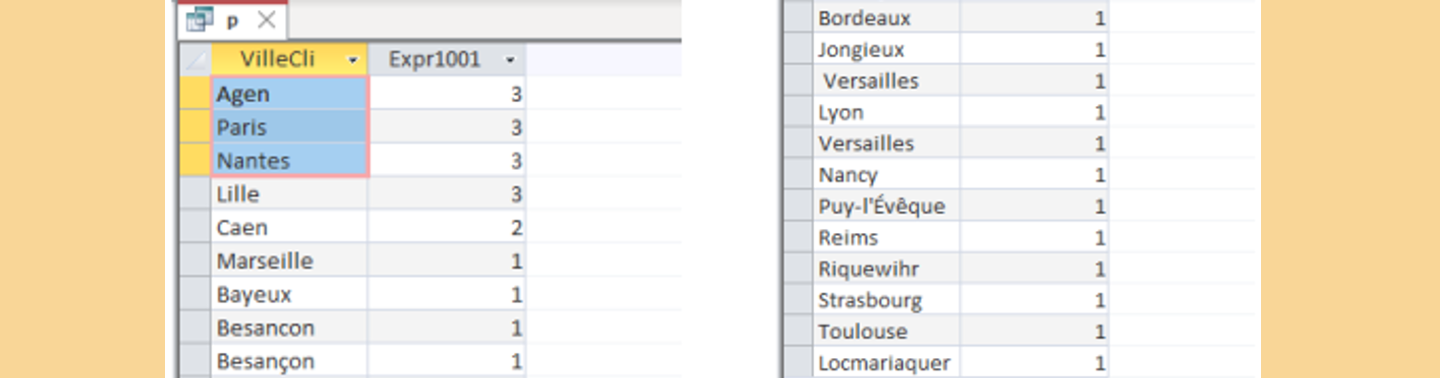 p
VilleCli Expr1001
Agen 3
Paris 3
Nantes 3
Lille 3
Caen 2
Marseille 1
Bayeux 1
Besancon 1
Besançon 1
Bordeaux 1
Jongieux 1
Versailles 1
Lyon 1
Versailles 1
Nancy 1
Puy-l'Évêque 1
Reims 1
Riquewihr 1
Strasbourg 1
Toulouse 1
Locmariaquer 1